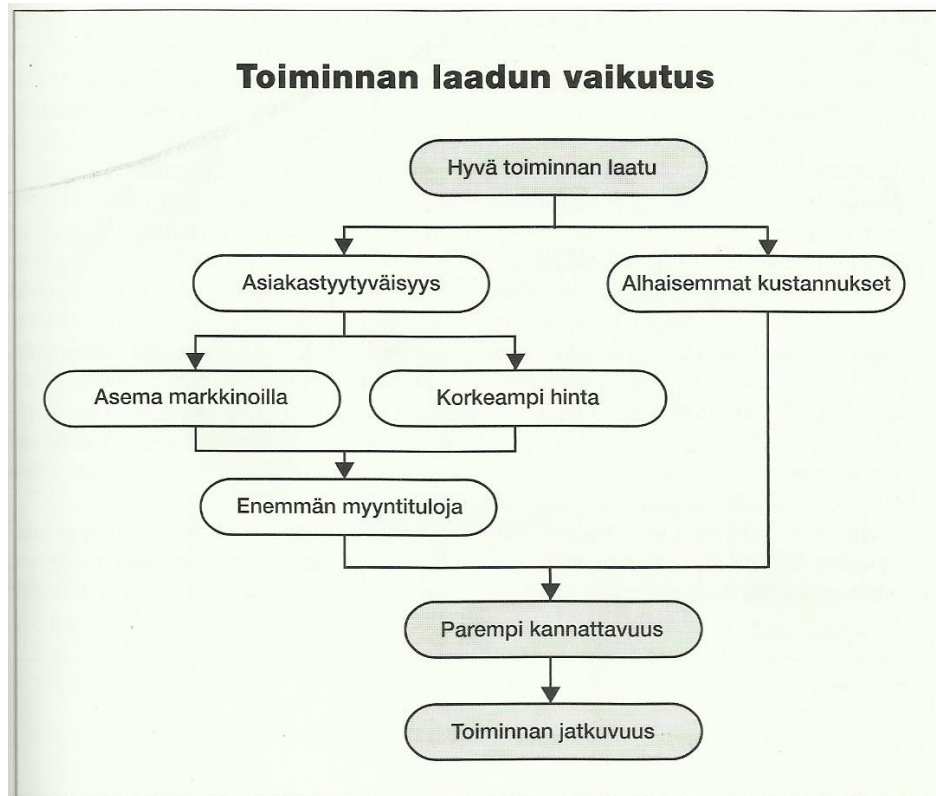 Toiminnan laadun vaikutus
Hyvä toiminnan laatu
Asiakastyytyväisyys
Alhaisemmat kustannukset
Asema markkinoilla
Korkeampi hinta
Enemmän myyntituloja
Parempi kannattavuus
Toiminnan jatkuvuus